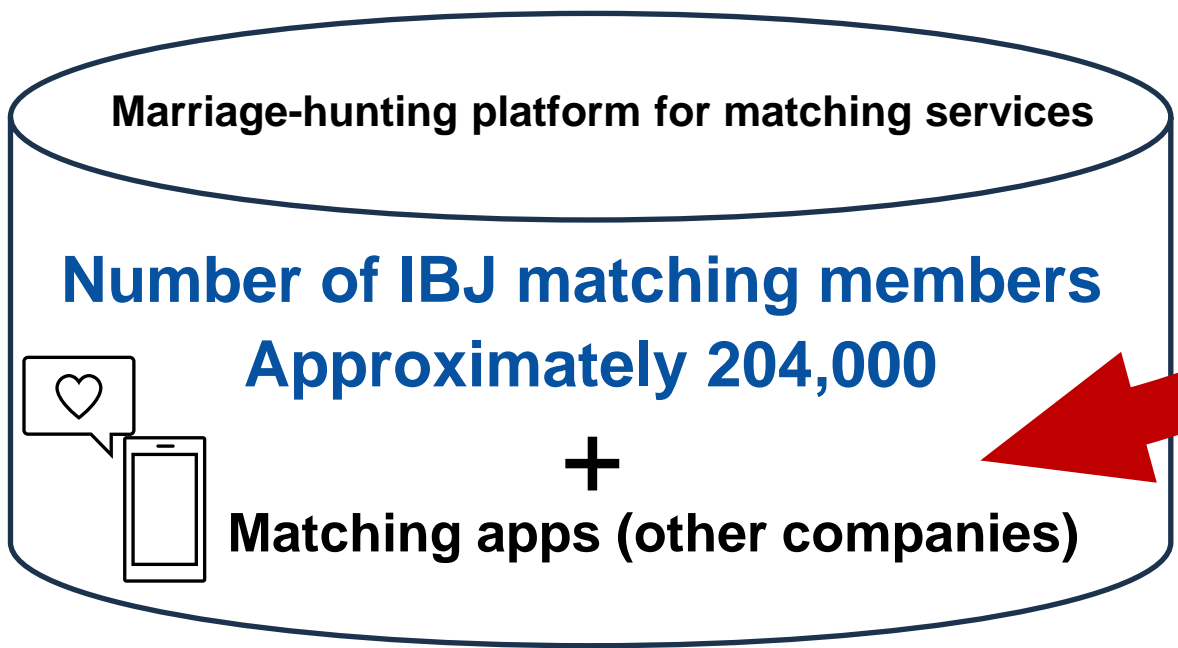 Marriage-hunting platform for matching services
Number of IBJ matching members
Approximately 204,000
+
Matching apps (other companies)